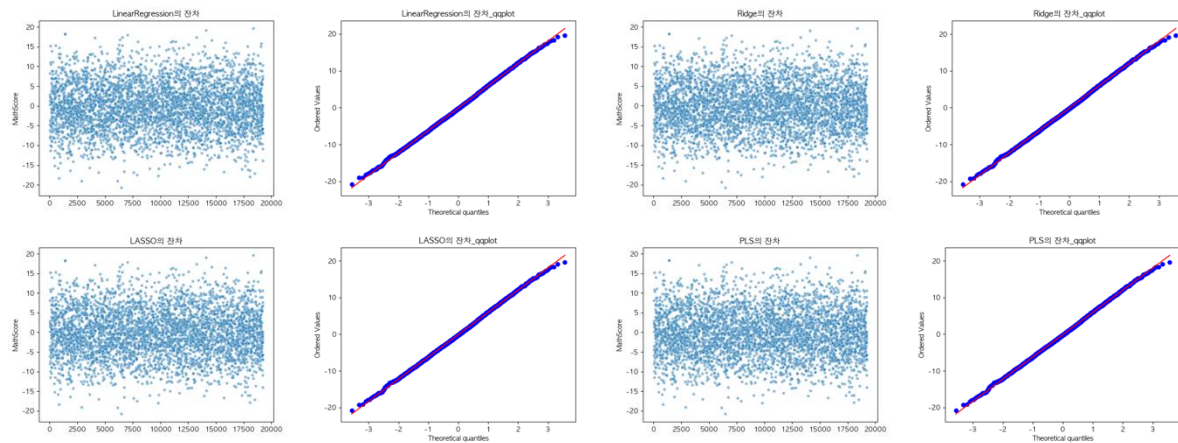 LinearRegression의 잔차
20
15
10
5
0
-5
-10
-15
-20
MathScore
0 2500 5000 7500 10000 12500 15000 17500 20000
LinearRegression의 잔차_qqplot
20
10
0
-10
-20
Ordered Values
-3 -2 -1 0 1 2 3
Theoretical quantiles
Ridge의 잔차
20
15
10
5
0
-5
-10
-15
-20
MathScore
0 2500 5000 7500 10000 12500 15000 17500 20000
Ridge의 잔차_qqplot
20
10
0
-10
-20
Ordered Values
-3 -2 -1 0 1 2 3
Theoretical quantiles
LASSO의 잔차
20
15
10
5
0
-5
-10
-15
-20
MathScore
0 2500 5000 7500 10000 12500 15000 17500 20000
LASSO의 잔차_qqplot
20
10
0
-10
-20
Ordered Values
-3 -2 -1 0 1 2 3
Theoretical quantiles
PLS의 잔차
20
15
10
5
0
-5
-10
-15
-20
MathScore
0 2500 5000 7500 10000 12500 15000 17500 20000
PLS의 잔차_qqplot
20
10
0
-10
-20
Ordered Values
-3 -2 -1 0 1 2 3
Theoretical quantiles